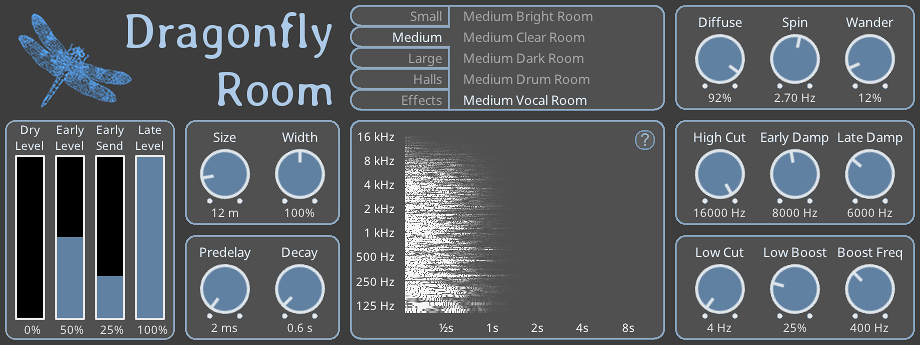 Dragonfly
Room
Small
Medium
Large
Halls
Effects
Medium Bright Room
Medium Clear Room
Medium Dark Room
Medium Drum Room
Medium Vocal Room
Diffuse Spin Wander
92% 2.70 Hz 12%
Dry Early Early Late
Level Level Send Level
0% 50% 25% 100%
Size Width
12 m 100%
Predelay Decay
2 ms 0.6 s
?
16 kHz
8 kHz
4 kHz
2 kHz
1 kHz
500 Hz
250 Hz
125 Hz
½s 1s 2s 4s 8s
High Cut Early Damp Late Damp
16000 Hz 8000 Hz 6000 Hz
Low Cut Low Boost Boost Freq
4 Hz 25% 400 Hz